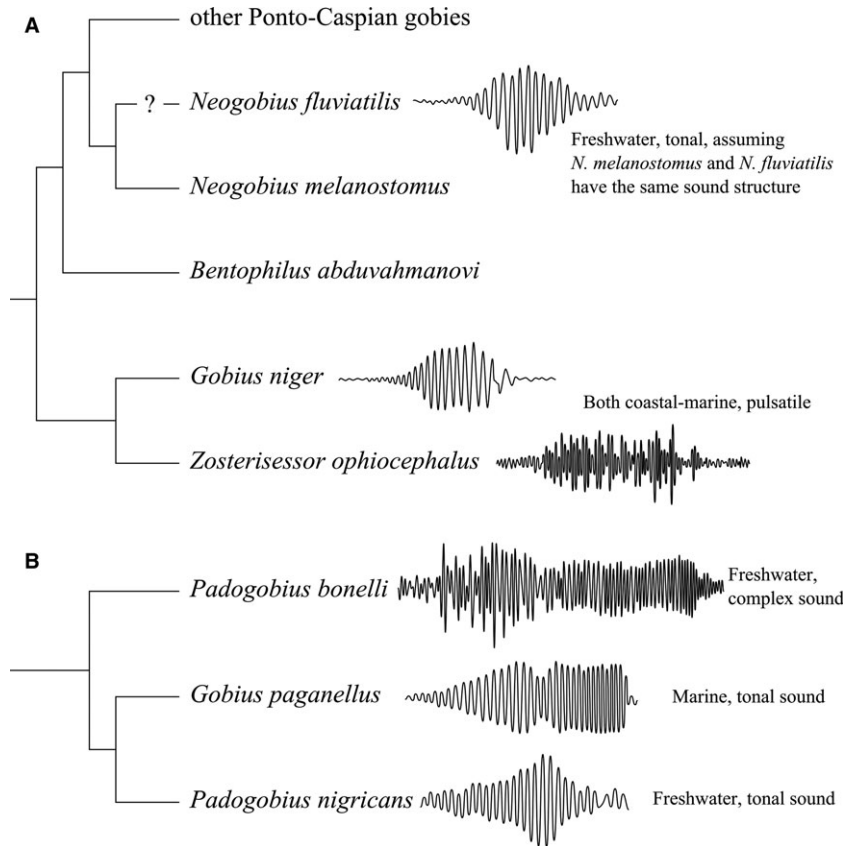 A
other Ponto-Caspian gobies
? Neogobius fluviatilis
Freshwater, tonal, assuming
N. melanostomus and N. fluviatilis
have the same sound structure
Neogobius melanostomus
Bentophilus abduvahmanovi
Gobius niger
Both coastal-marine, pulsatile
Zosterisessor ophiocephalus
B
Padogobius bonelli
Freshwater,
complex sound
Gobius paganellus
Marine, tonal sound
Padogobius nigricans
Freshwater, tonal sound